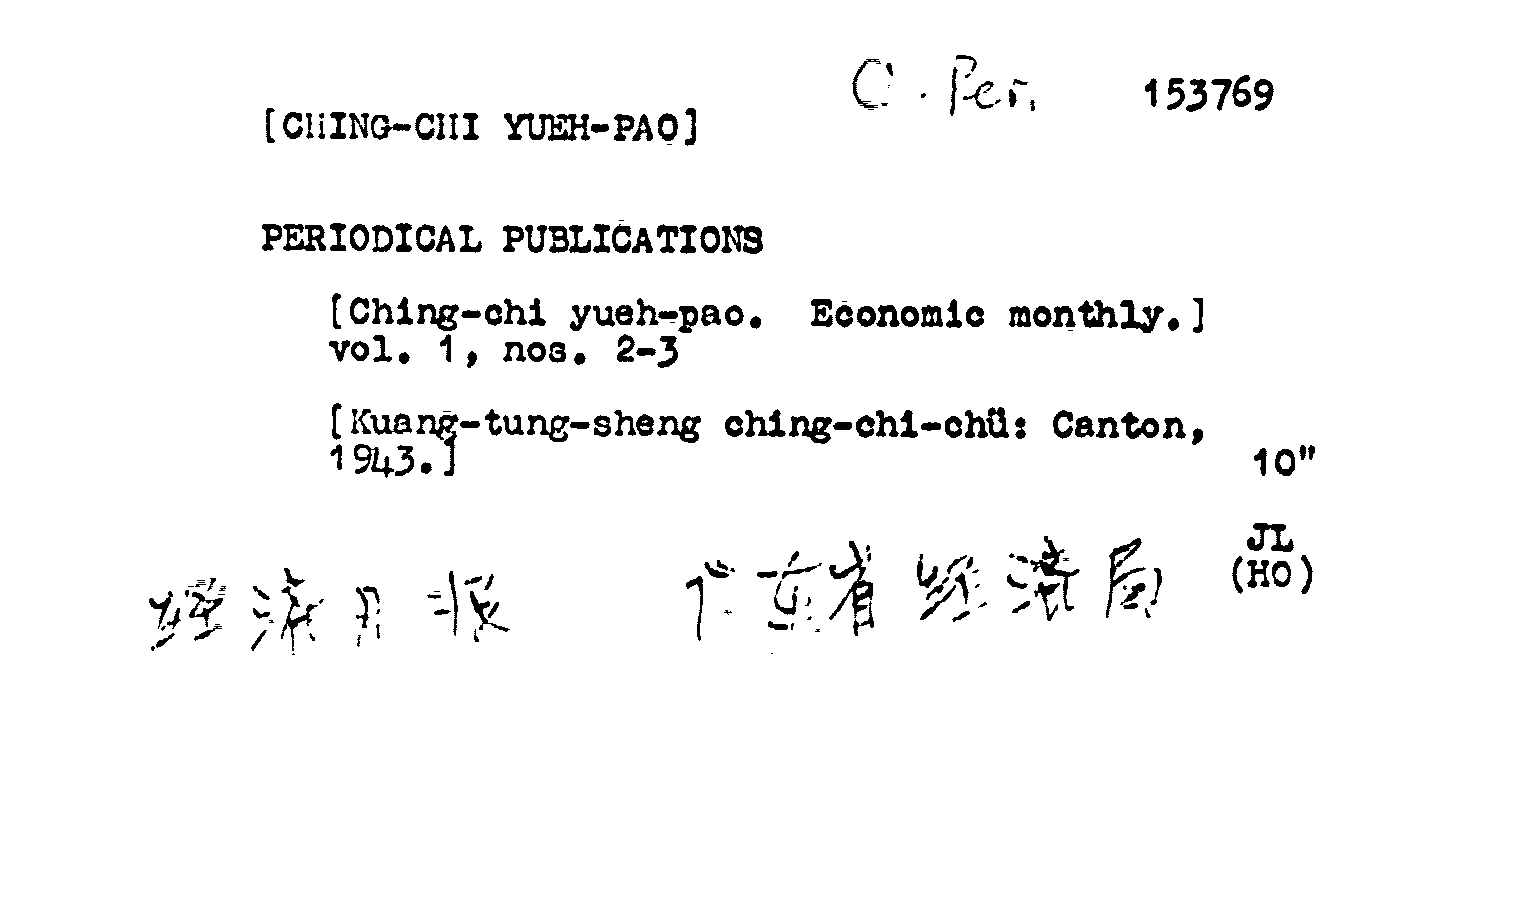 C. Per. 153769
[CHING-CHI YUEH-PAO]
PERIODICAL PUBLICATIONS
[Ching-chi yueh-pao. Economic monthly.]
vol. 1, nos. 2-3
[Kuang-tung-sheng ching-chi-chü: Canton,
1943.] 10"
JL
(HO)
经济月报 广东省经济局